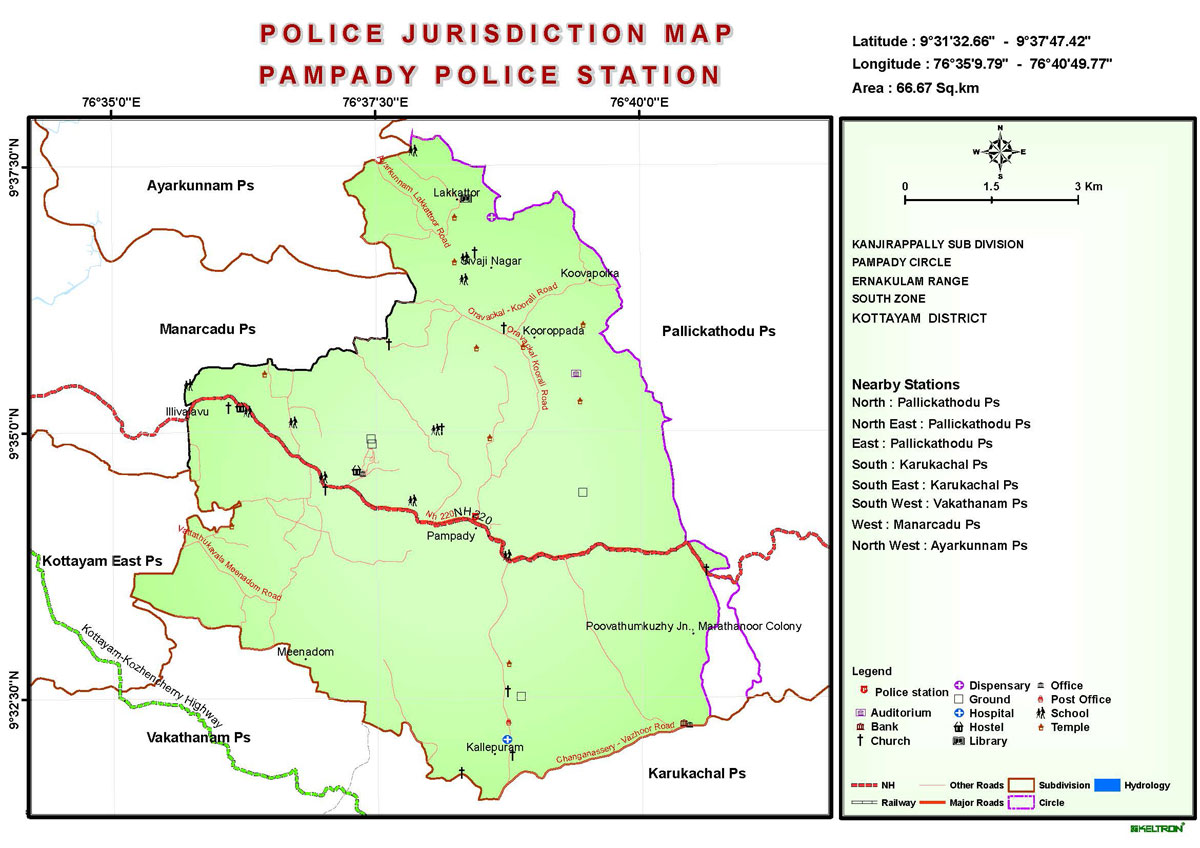 POLICE JURISDICTION MAP
PAMPADY POLICE STATION
Latitude : 9°31'32.66" - 9°37'47.42"
Longitude : 76°35'9.79" - 76°40'49.77"
Area : 66.67 Sq.km
76°35'0"E
76°37'30"E
76°40'0"E
9°37'30"N
9°35'0"N
9°32'30"N
Ayarkunnam Ps
Ayarkunnam Lakkattoor Road
Lakkattor
Sivaji Nagar
Koovapolka
Oravackal - Koorali Road
Manarcadu Ps
Kooroppada
Pallickathodu Ps
Oravackal Koorali Road
Illivalavu
Nh 220
NH 220
Pampady
Vattathukavala Meenadom Road
Kottayam East Ps
Poovathumkuzhy Jn.
Marathanoor Colony
Kottayam-Kozhencherry Highway
Meenadom
Vakathanam Ps
Kallepuram
Changanassery - Vazhoor Road
Karukachal Ps
N
W
E
S
0
1.5
3 Km
KANJIRAPPALLY SUB DIVISION
PAMPADY CIRCLE
ERNAKULAM RANGE
SOUTH ZONE
KOTTAYAM DISTRICT
Nearby Stations
North : Pallickathodu Ps
North East : Pallickathodu Ps
East : Pallickathodu Ps
South : Karukachal Ps
South East : Karukachal Ps
South West : Vakathanam Ps
West : Manarcadu Ps
North West : Ayarkunnam Ps
Legend
Police station
Auditorium
Bank
Church
Dispensary
Ground
Hospital
Hostel
Library
Office
Post Office
School
Temple
NH
Other Roads
Subdivision
Hydrology
Railway
Major Roads
Circle
KELTRON